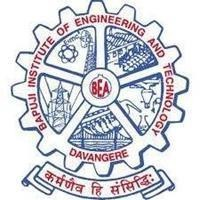 BAPUJI INSTITUTE OF ENGINEERING AND TECHNOLOGY
BEA
DAVANGERE
कर्मणैव हि संसिद्धिः